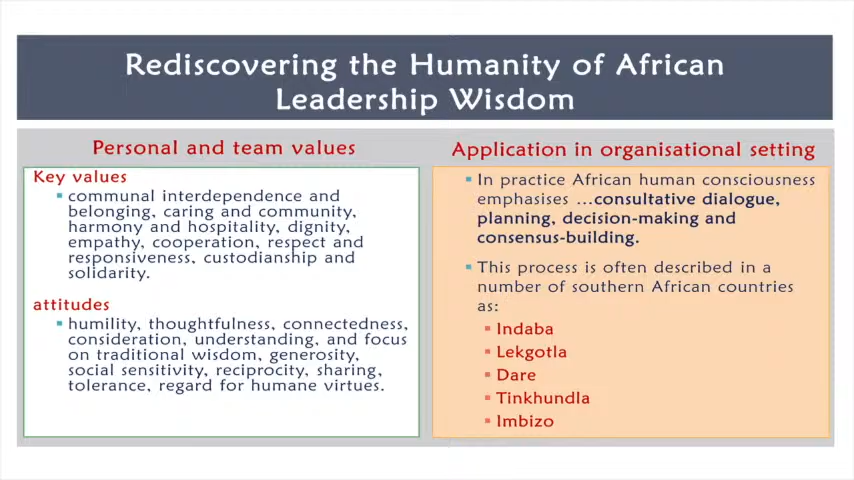 Rediscovering the Humanity of African
Leadership Wisdom
Personal and team values
Key values
communal interdependence and
belonging, caring and community,
harmony and hospitality, dignity,
empathy, cooperation, respect and
responsiveness, custodianship and
solidarity.
attitudes
humility, thoughtfulness, connectedness,
consideration, understanding, and focus
on traditional wisdom, generosity,
social sensitivity, reciprocity, sharing,
tolerance, regard for humane virtues.
Application in organisational setting
In practice African human consciousness
emphasises ...consultative dialogue,
planning, decision-making and
consensus-building.
This process is often described in a
number of southern African countries
as:
Indaba
Lekgotla
Dare
Tinkhundla
Imbizo